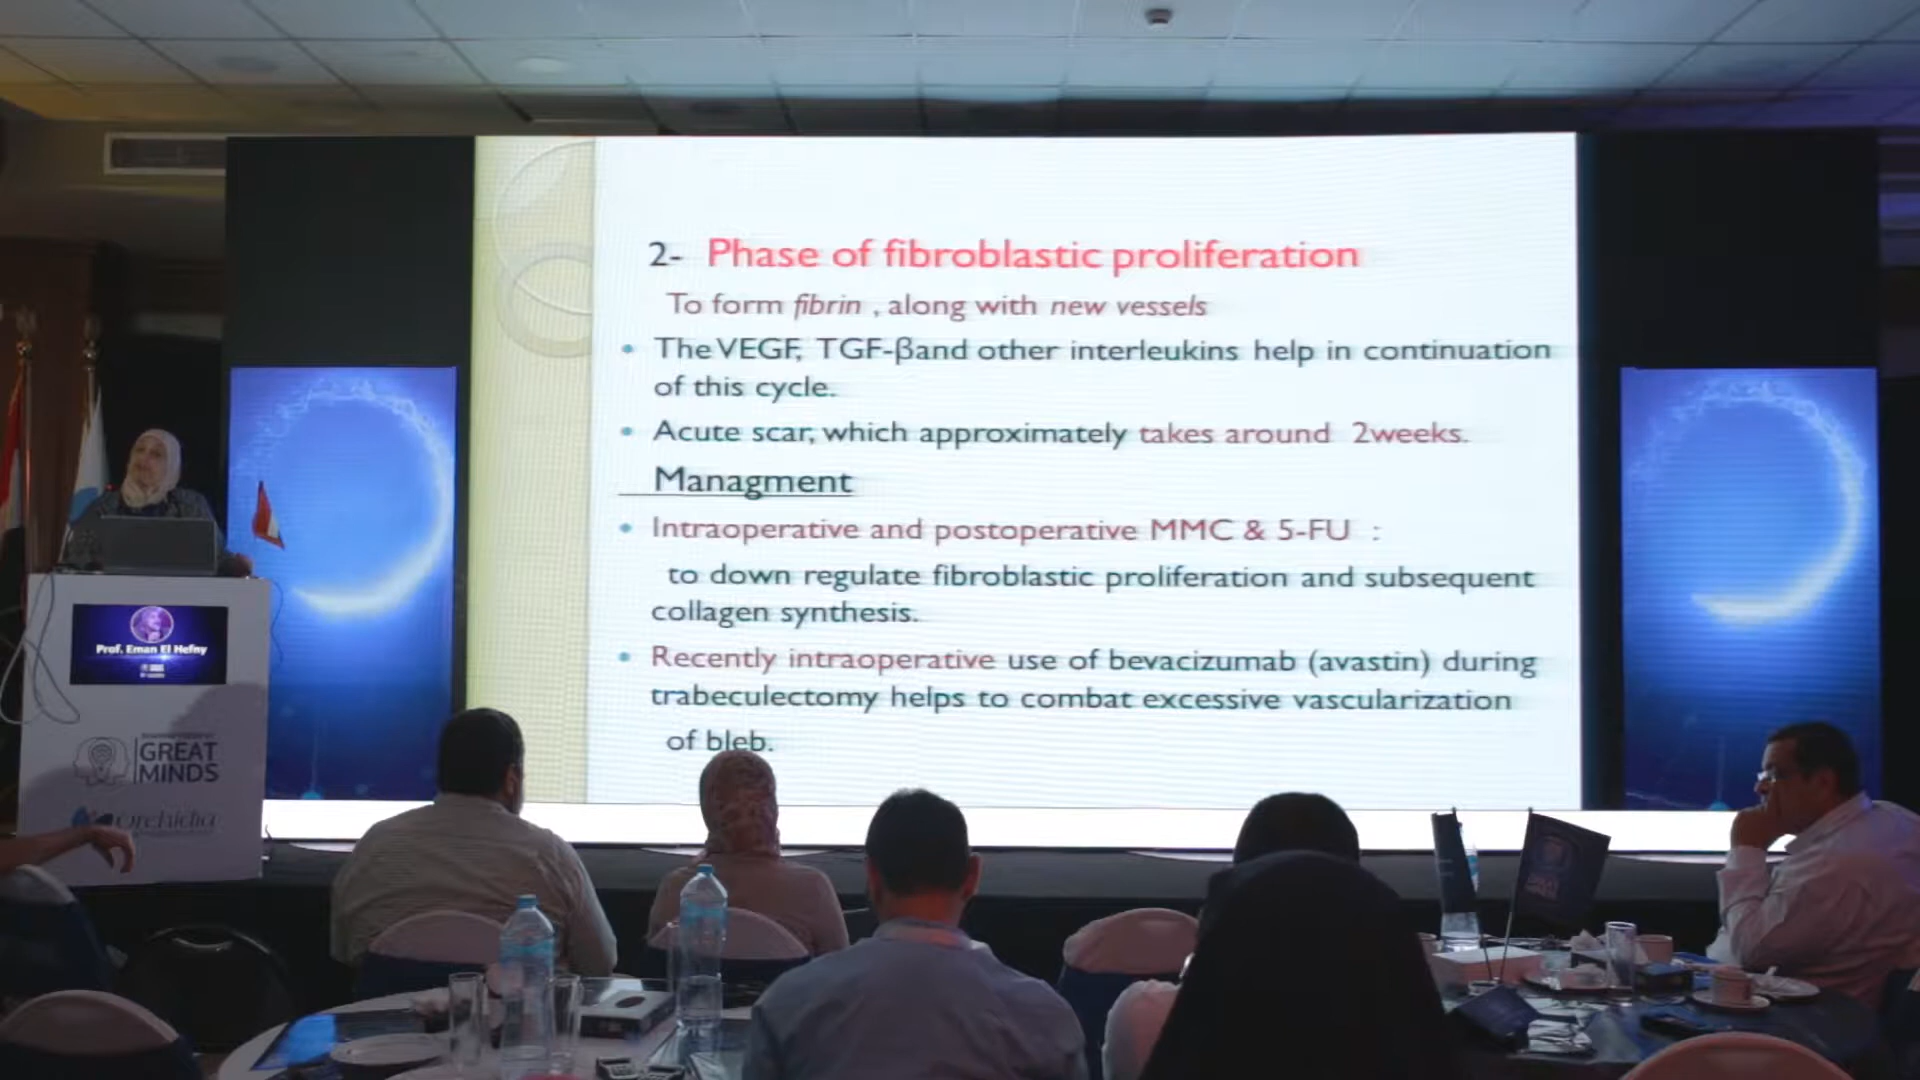 2- Phase of fibroblastic proliferation
To form fibrin , along with new vessels
• The VEGF, TGF-βand other interleukins help in continuation
of this cycle.
• Acute scar, which approximately takes around 2weeks.
Managment
• Intraoperative and postoperative MMC & 5-FU :
to down regulate fibroblastic proliferation and subsequent
collagen synthesis.
• Recently intraoperative use of bevacizumab (avastin) during
trabeculectomy helps to combat excessive vascularization
of bleb.
Prof. Eman El Hefny
GREAT
MINDS
orchidia